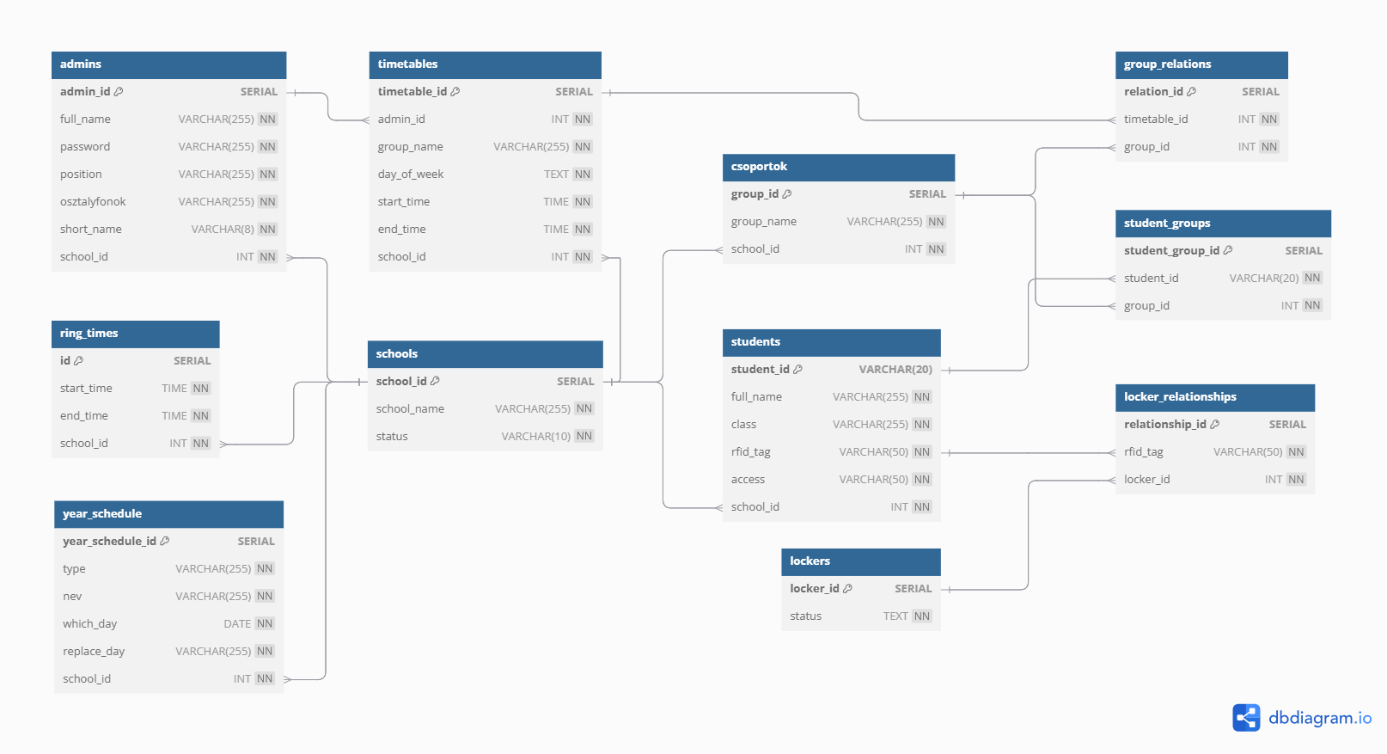 admins
admin_id SERIAL
full_name VARCHAR(255) NN
password VARCHAR(255) NN
position VARCHAR(255) NN
osztalyfonok VARCHAR(255) NN
short_name VARCHAR(8) NN
school_id INT NN
timetables
timetable_id SERIAL
admin_id INT NN
group_name VARCHAR(255) NN
day_of_week TEXT NN
start_time TIME NN
end_time TIME NN
school_id INT NN
group_relations
relation_id SERIAL
timetable_id INT NN
group_id INT NN
csoportok
group_id SERIAL
group_name VARCHAR(255) NN
school_id INT NN
student_groups
student_group_id SERIAL
student_id VARCHAR(20) NN
group_id INT NN
ring_times
id SERIAL
start_time TIME NN
end_time TIME NN
school_id INT NN
schools
school_id SERIAL
school_name VARCHAR(255) NN
status VARCHAR(10) NN
students
student_id VARCHAR(20)
full_name VARCHAR(255) NN
class VARCHAR(255) NN
rfid_tag VARCHAR(50) NN
access VARCHAR(50) NN
school_id INT NN
locker_relationships
relationship_id SERIAL
rfid_tag VARCHAR(50) NN
locker_id INT NN
year_schedule
year_schedule_id SERIAL
type VARCHAR(255) NN
nev VARCHAR(255) NN
which_day DATE NN
replace_day VARCHAR(255) NN
school_id INT NN
lockers
locker_id SERIAL
status TEXT NN
dbdiagram.io